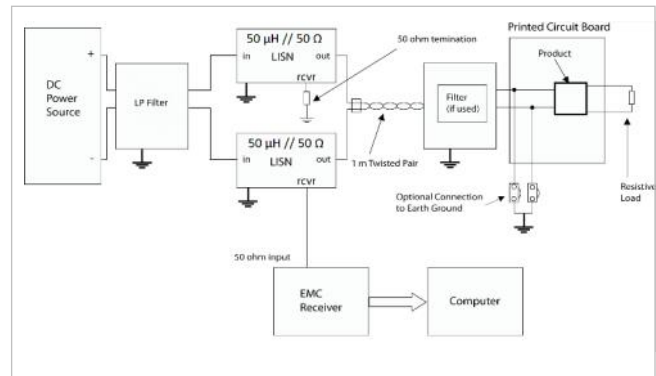 Printed Circuit Board
50 µH // 50 Ω
LISN
in
out
rcvr
50 ohm temination
Product
DC
Power
Source
+
-
LP Filter
Filter
(if used)
50 µH // 50 Ω
LISN
in
out
rcvr
1 m Twisted Pair
Resistive
Load
Optional Connection
to Earth Ground
50 ohm input
EMC
Receiver
Computer